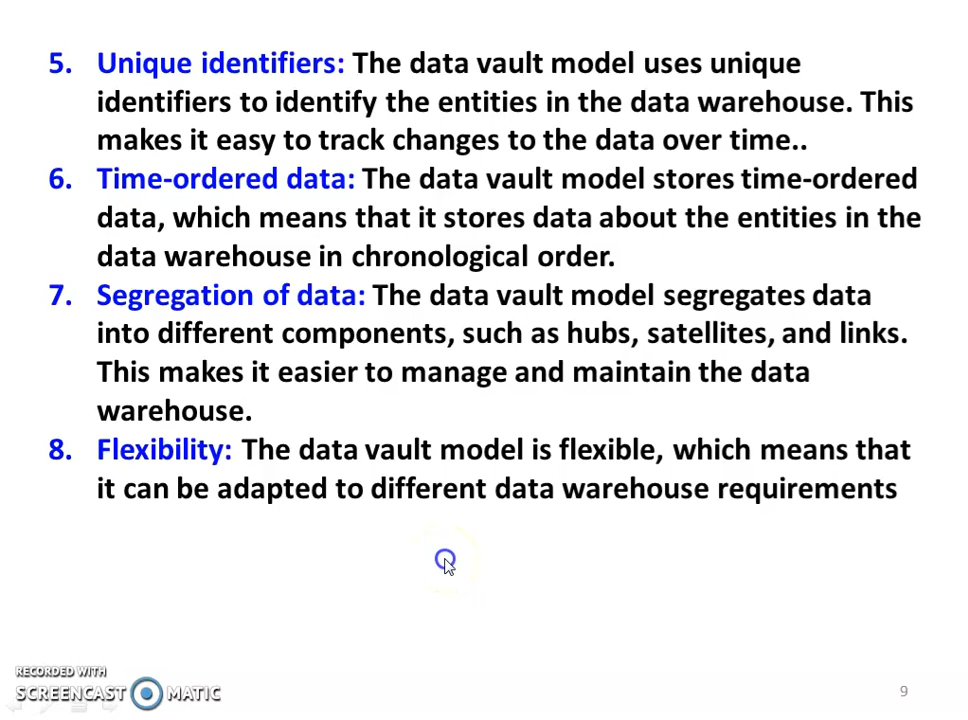 5. Unique identifiers: The data vault model uses unique
identifiers to identify the entities in the data warehouse. This
makes it easy to track changes to the data over time..
6. Time-ordered data: The data vault model stores time-ordered
data, which means that it stores data about the entities in the
data warehouse in chronological order.
7. Segregation of data: The data vault model segregates data
into different components, such as hubs, satellites, and links.
This makes it easier to manage and maintain the data
warehouse.
8. Flexibility: The data vault model is flexible, which means that
it can be adapted to different data warehouse requirements
RECORDED WITH
SCREENCAST MATIC
9